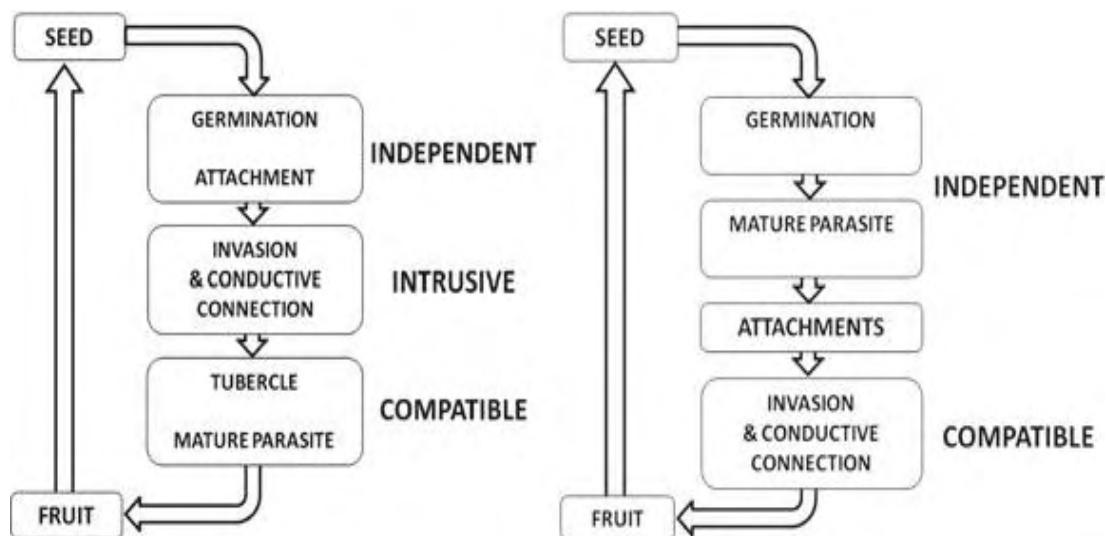 SEED
GERMINATION
ATTACHMENT
INDEPENDENT
INVASION
& CONDUCTIVE
CONNECTION
INTRUSIVE
TUBERCLE
MATURE PARASITE
COMPATIBLE
FRUIT
SEED
GERMINATION
INDEPENDENT
MATURE PARASITE
ATTACHMENTS
INVASION
& CONDUCTIVE
CONNECTION
COMPATIBLE
FRUIT